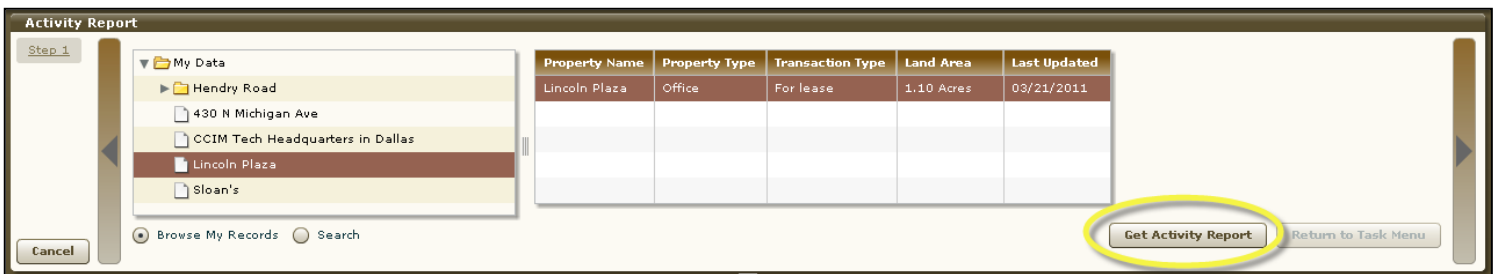 Activity Report
Step 1
My Data
Hendry Road
430 N Michigan Ave
CCIM Tech Headquarters in Dallas
Lincoln Plaza
Sloan's
Property Name Property Type Transaction Type Land Area Last Updated
Lincoln Plaza Office For lease 1.10 Acres 03/21/2011
Browse My Records Search
Get Activity Report Return to Task Menu
Cancel